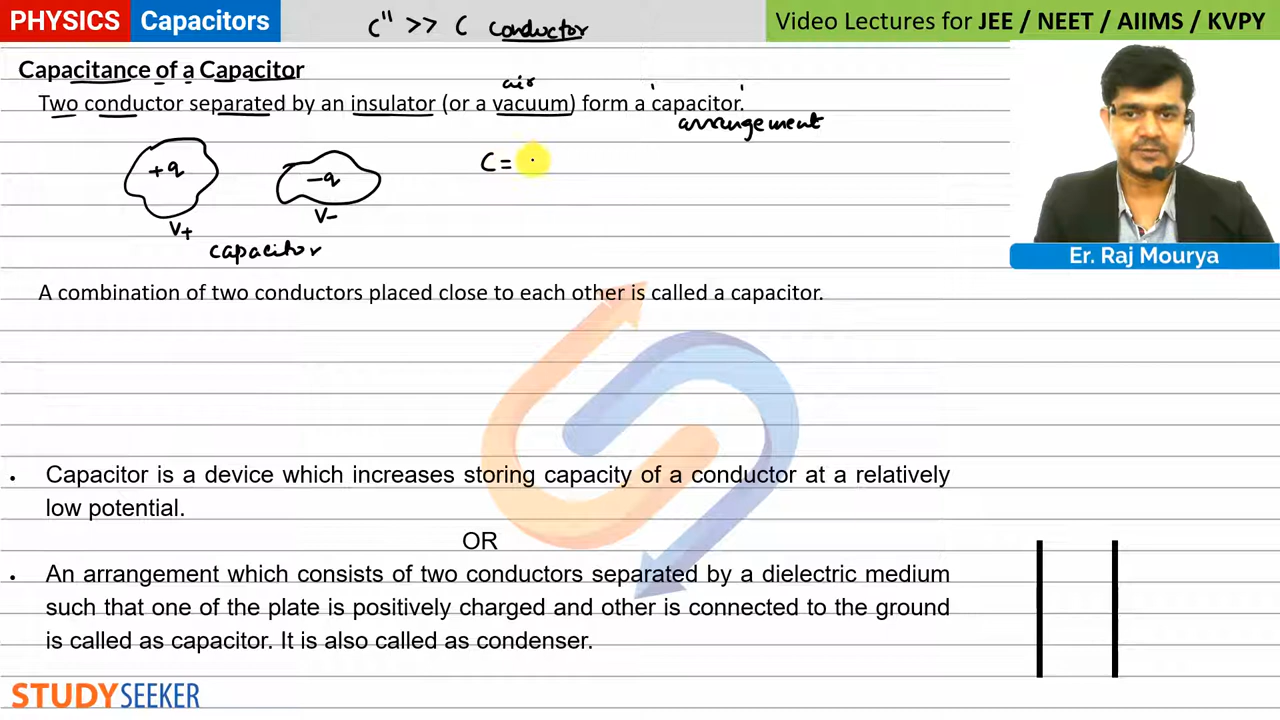 PHYSICS Capacitors C" >> C conductor Video Lectures for JEE / NEET / AIIMS / KVPY
Capacitance of a Capacitor
air
Two conductor separated by an insulator (or a vacuum) form a 'capacitor'.
arrangement
+q -q C =
V+ V-
capacitor
Er. Raj Mourya
A combination of two conductors placed close to each other is called a capacitor.
• Capacitor is a device which increases storing capacity of a conductor at a relatively
low potential.
OR
• An arrangement which consists of two conductors separated by a dielectric medium
such that one of the plate is positively charged and other is connected to the ground
is called as capacitor. It is also called as condenser.
STUDYSEEKER